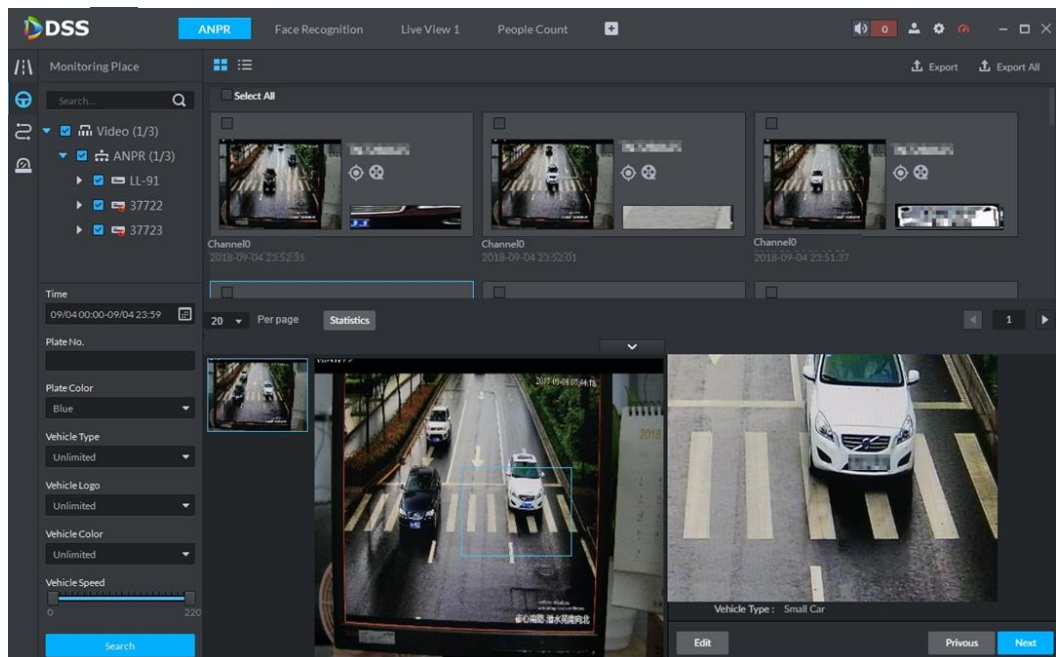 DSS
ANPR
Face Recognition
Live View 1
People Count
0
Monitoring Place
Export
Export All
Search...
Select All
Video (1/3)
ANPR (1/3)
LL-91
37722
37723
Channel0
2018-09-04 23:52:35
Channel0
2018-09-04 23:52:01
Channel0
2018-09-04 23:51:37
Time
09/04 00:00-09/04 23:59
20
Per page
Statistics
1
Plate No.
Plate Color
Blue
Vehicle Type
Unlimited
Vehicle Logo
Unlimited
Vehicle Color
Unlimited
Vehicle Speed
0
220
Search
2018
Vehicle Type : Small Car
Edit
Privous
Next